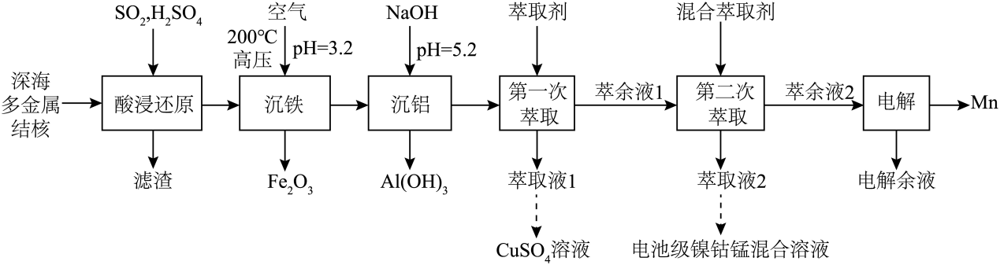 SO₂,H₂SO₄
空气
NaOH
萃取剂
混合萃取剂
200℃
高压
pH=3.2
pH=5.2
深海
多金属
结核
酸浸还原
沉铁
沉铝
第一次
萃取
萃余液1
第二次
萃取
萃余液2
电解
Mn
滤渣
Fe₂O₃
Al(OH)₃
萃取液1
萃取液2
电解余液
CuSO₄溶液
电池级镍钴锰混合溶液